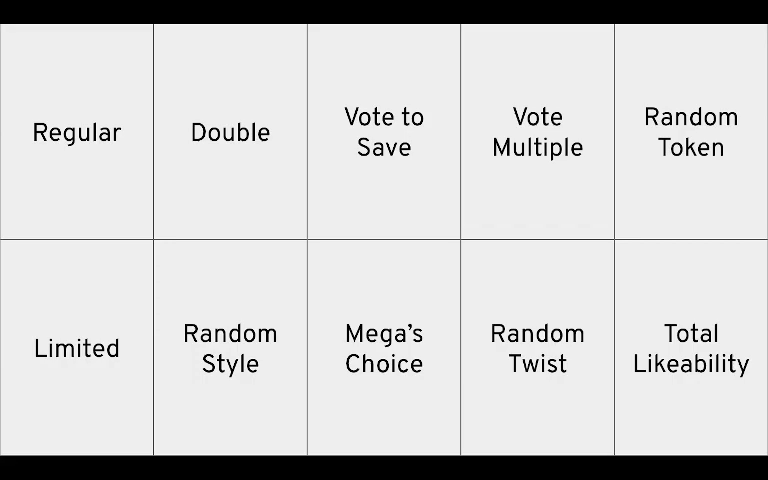 Regular
Double
Vote to
Save
Vote
Multiple
Random
Token
Limited
Random
Style
Mega's
Choice
Random
Twist
Total
Likeability